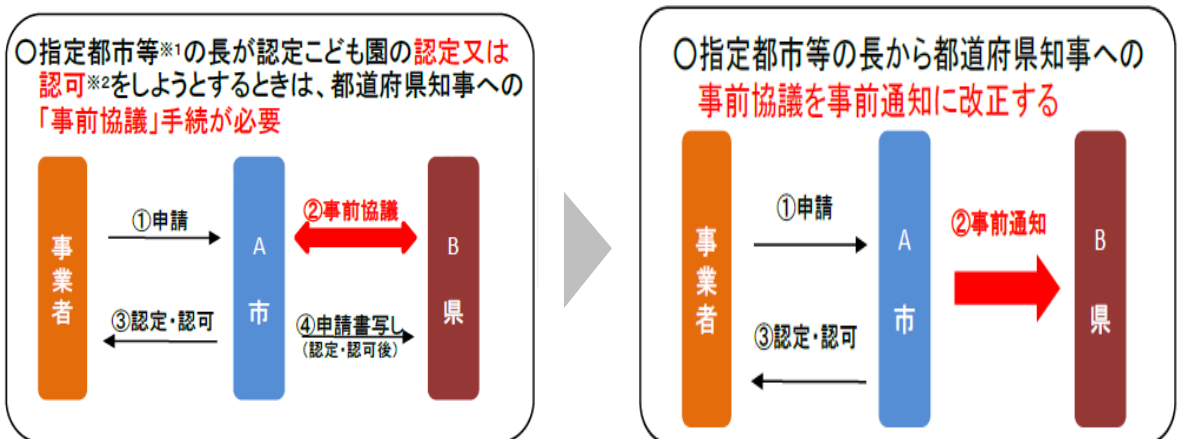 〇指定都市等※1の長が認定こども園の認定又は
認可※2をしようとするときは、都道府県知事への
「事前協議」手続が必要
事業者
①申請
A市
②事前協議
B県
③認定・認可
④申請書写し
(認定・認可後)
〇指定都市等の長から都道府県知事への
事前協議を事前通知に改正する
事業者
①申請
A市
②事前通知
B県
③認定・認可